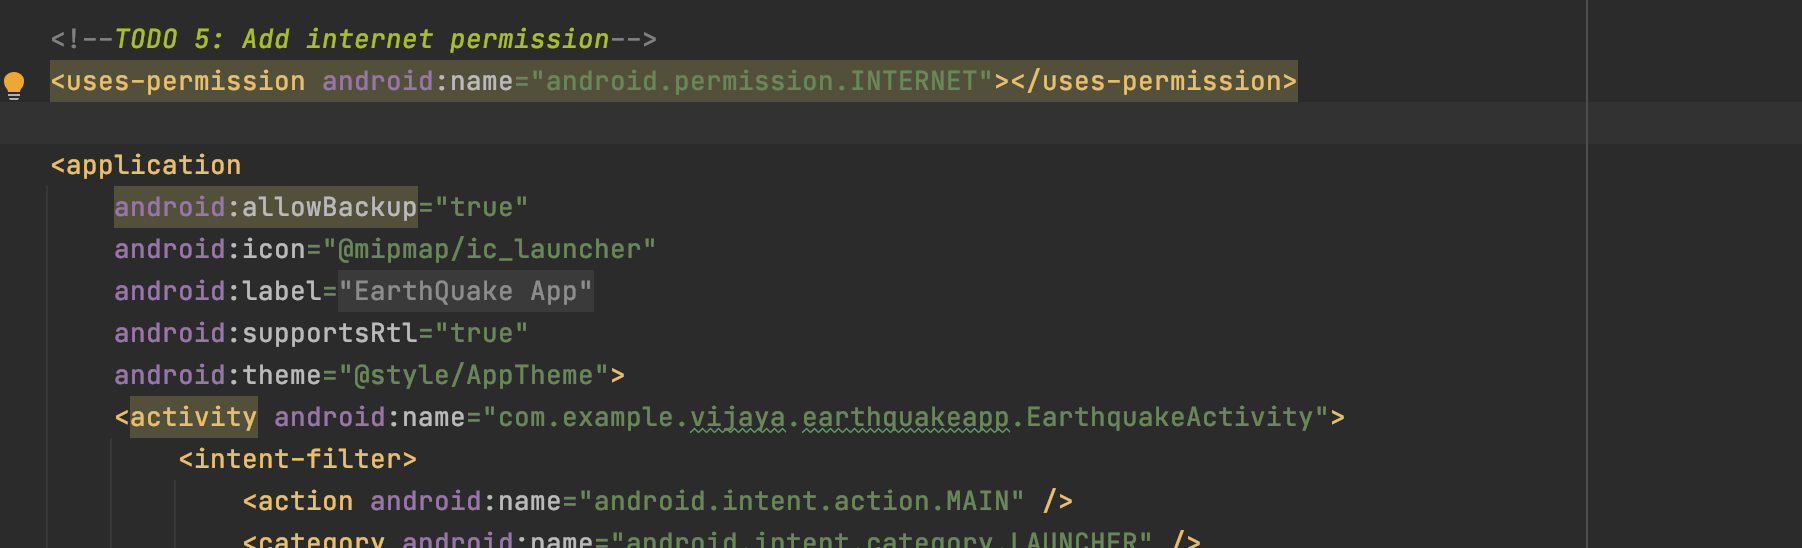 <!--TODO 5: Add internet permission-->
<uses-permission android:name="android.permission.INTERNET"></uses-permission>
<application
android:allowBackup="true"
android:icon="@mipmap/ic_launcher"
android:label="EarthQuake App"
android:supportsRtl="true"
android:theme="@style/AppTheme">
<activity android:name="com.example.vijaya.earthquakeapp.EarthquakeActivity">
<intent-filter>
<action android:name="android.intent.action.MAIN" />
<category android:name="android.intent.category.LAUNCHER" />